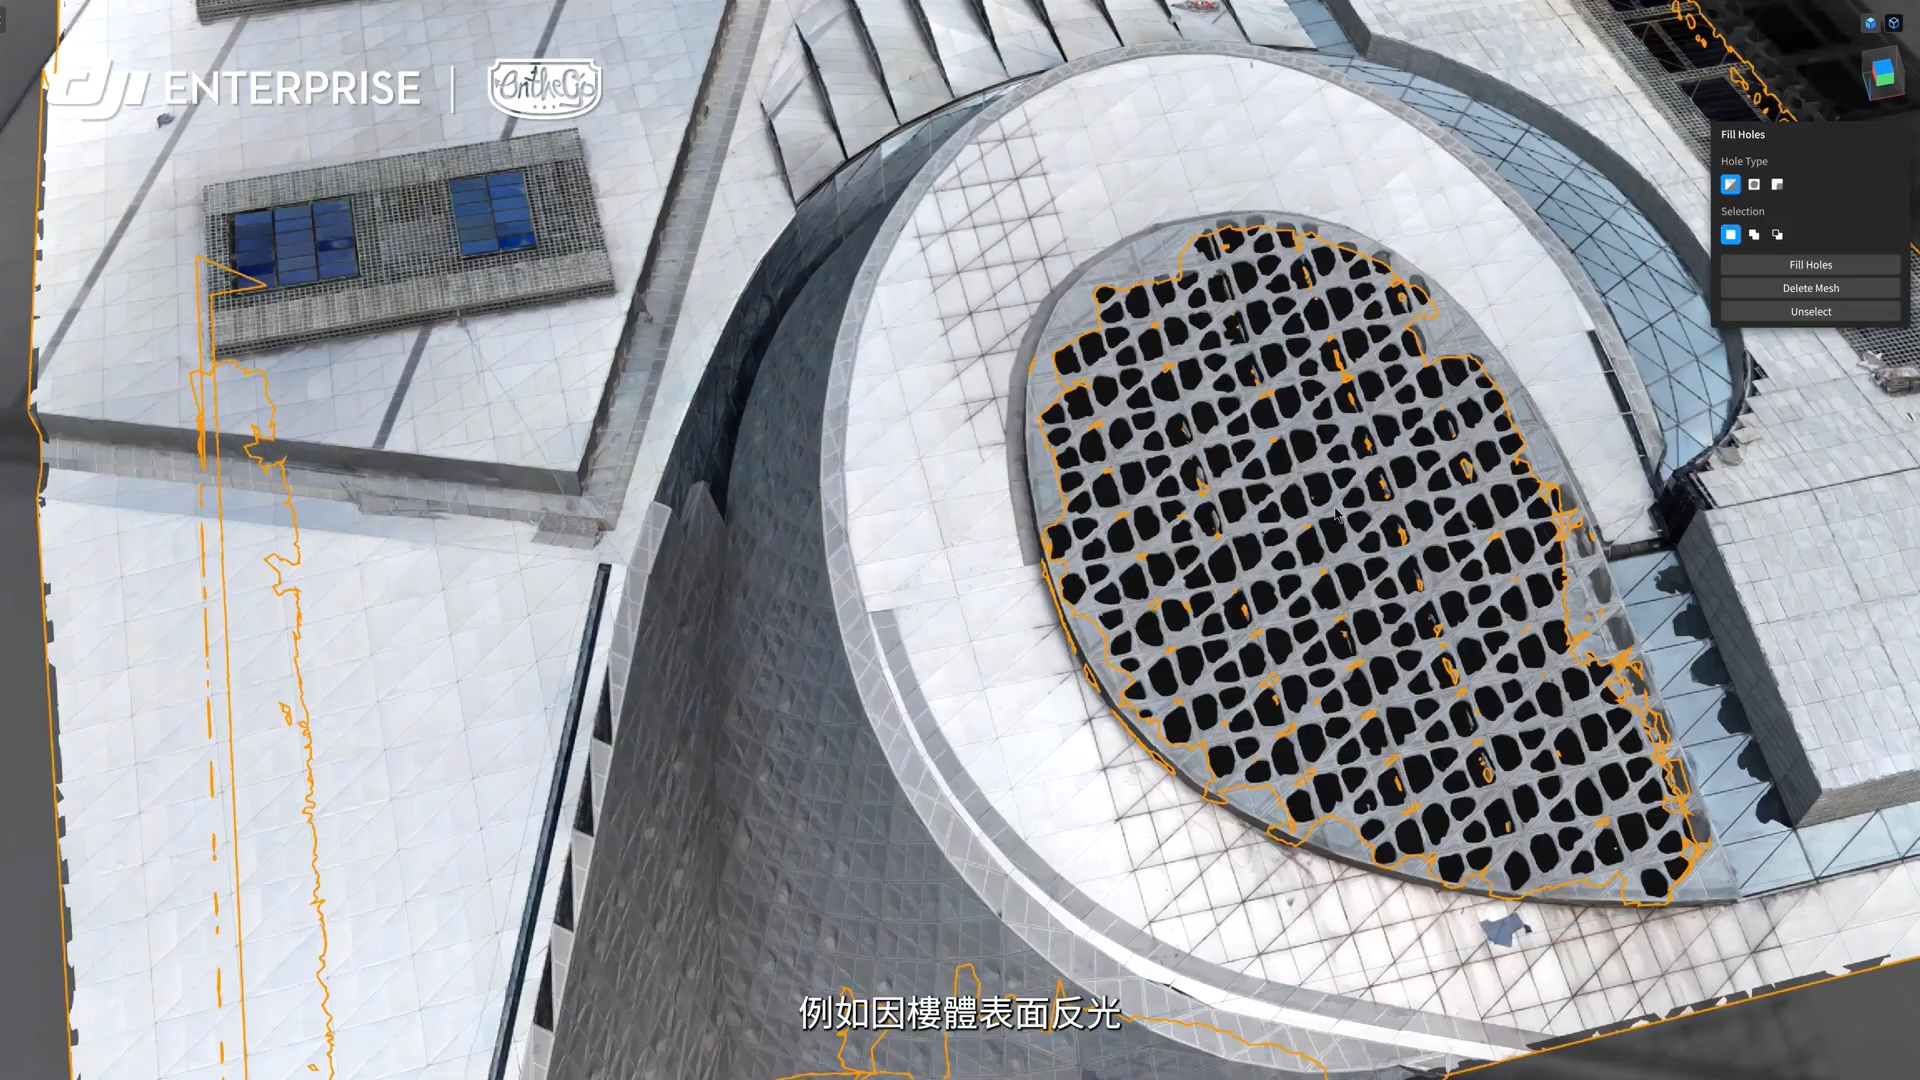 DJI ENTERPRISE
OntheGo
Fill Holes
Hole Type
Selection
Fill Holes
Delete Mesh
Unselect
例如因樓體表面反光